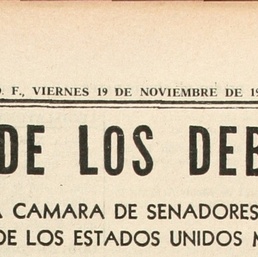 D. F., VIERNES 19 DE NOVIEMBRE DE 19
DE LOS DEB
A CAMARA DE SENADORES
DE LOS ESTADOS UNIDOS M